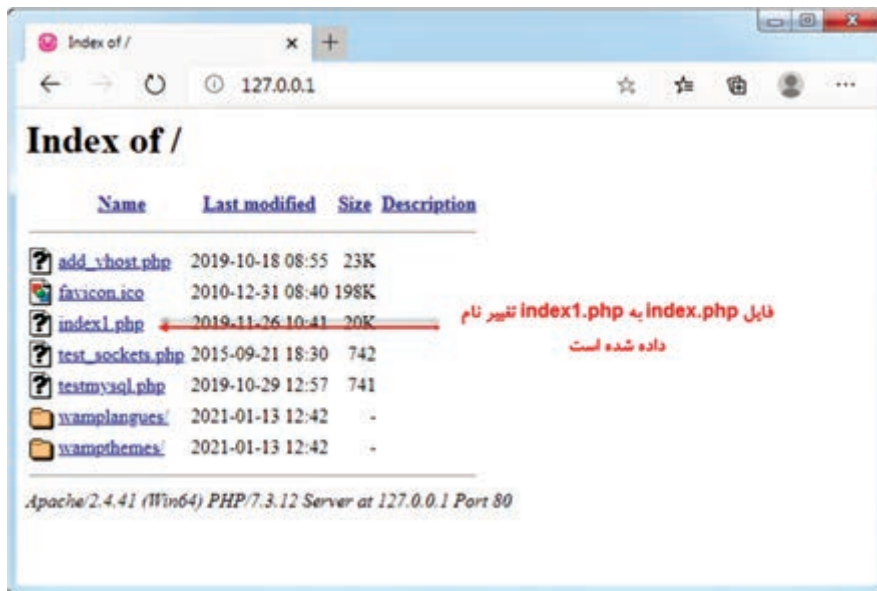 Index of /
127.0.0.1
Index of /
Name Last modified Size Description
add_vhost.php 2019-10-18 08:55 23K
favicon.ico 2010-12-31 08:40 198K
index1.php 2019-11-26 10:41 20K
test_sockets.php 2015-09-21 18:30 742
testmysql.php 2019-10-29 12:57 741
wamplangues/ 2021-01-13 12:42 -
wampthemes/ 2021-01-13 12:42 -
فایل index.php به index1.php تغییر نام
داده شده است
Apache/2.4.41 (Win64) PHP/7.3.12 Server at 127.0.0.1 Port 80